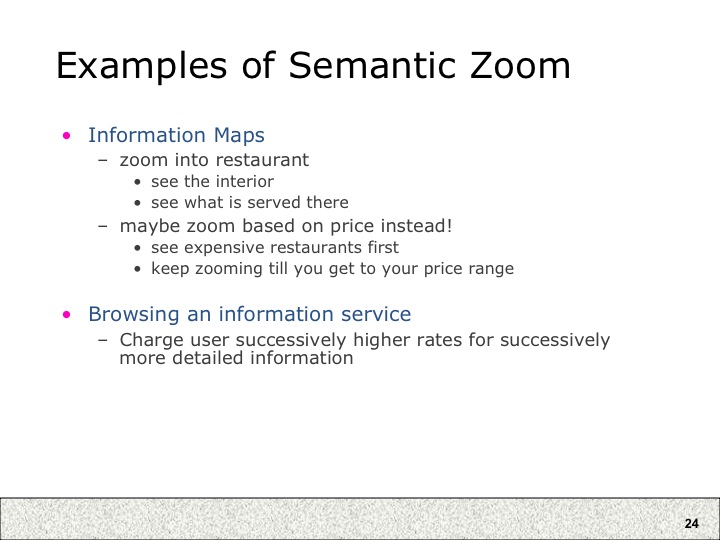 Examples of Semantic Zoom
• Information Maps
– zoom into restaurant
• see the interior
• see what is served there
– maybe zoom based on price instead!
• see expensive restaurants first
• keep zooming till you get to your price range
• Browsing an information service
– Charge user successively higher rates for successively
more detailed information
24